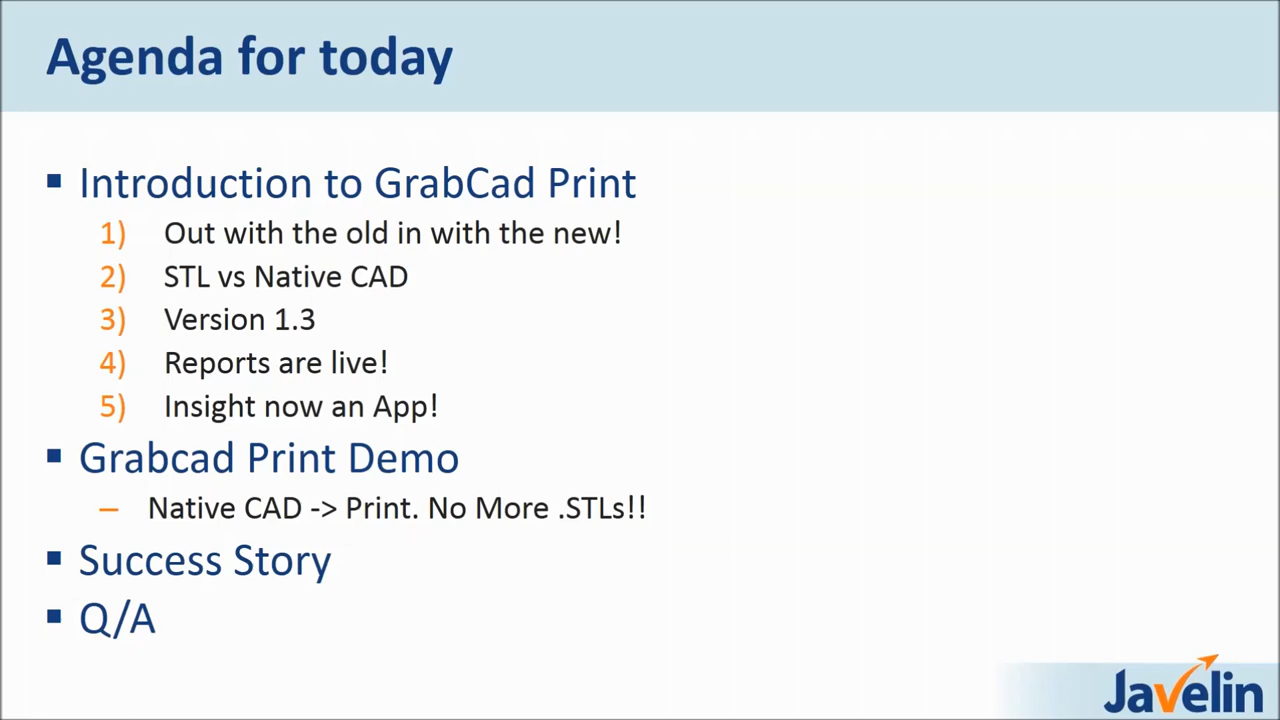 Agenda for today
▪ Introduction to GrabCad Print
1) Out with the old in with the new!
2) STL vs Native CAD
3) Version 1.3
4) Reports are live!
5) Insight now an App!
▪ Grabcad Print Demo
– Native CAD -> Print. No More .STLs!!
▪ Success Story
▪ Q/A
Javelin